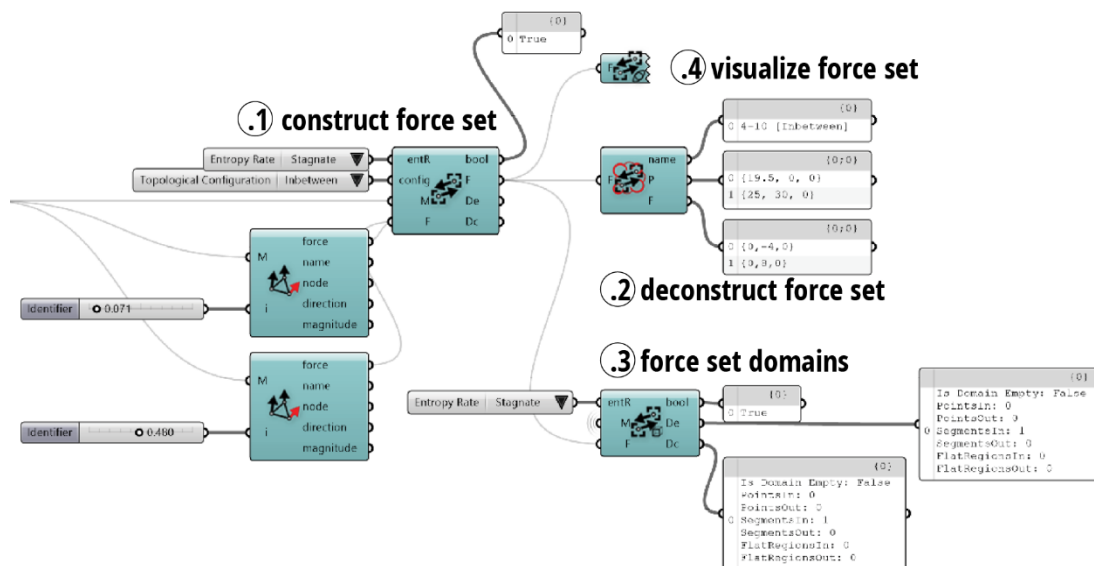 {0}
0 True
.4 visualize force set
F
.1 construct force set
{0}
0 4-10 [Inbetween]
Entropy Rate Stagnate
entR bool
Topological Configuration Inbetween
config F
M De
F Dc
name
F P
F
{0;0}
0 {19.5, 0, 0}
1 {25, 30, 0}
{0;0}
0 {0,-4,0}
1 {0,8,0}
force
M name
node
direction
i magnitude
Identifier 0.071
.2 deconstruct force set
.3 force set domains
force
M name
node
direction
i magnitude
Identifier 0.480
Entropy Rate Stagnate
entR bool
M De
F Dc
{0}
0 True
{0}
Is Domain Empty: False
PointsIn: 0
PointsOut: 0
0 SegmentsIn: 1
SegmentsOut: 0
FlatRegionsIn: 0
FlatRegionsOut: 0
{0}
Is Domain Empty: False
PointsIn: 0
PointsOut: 0
0 SegmentsIn: 1
SegmentsOut: 0
FlatRegionsIn: 0
FlatRegionsOut: 0